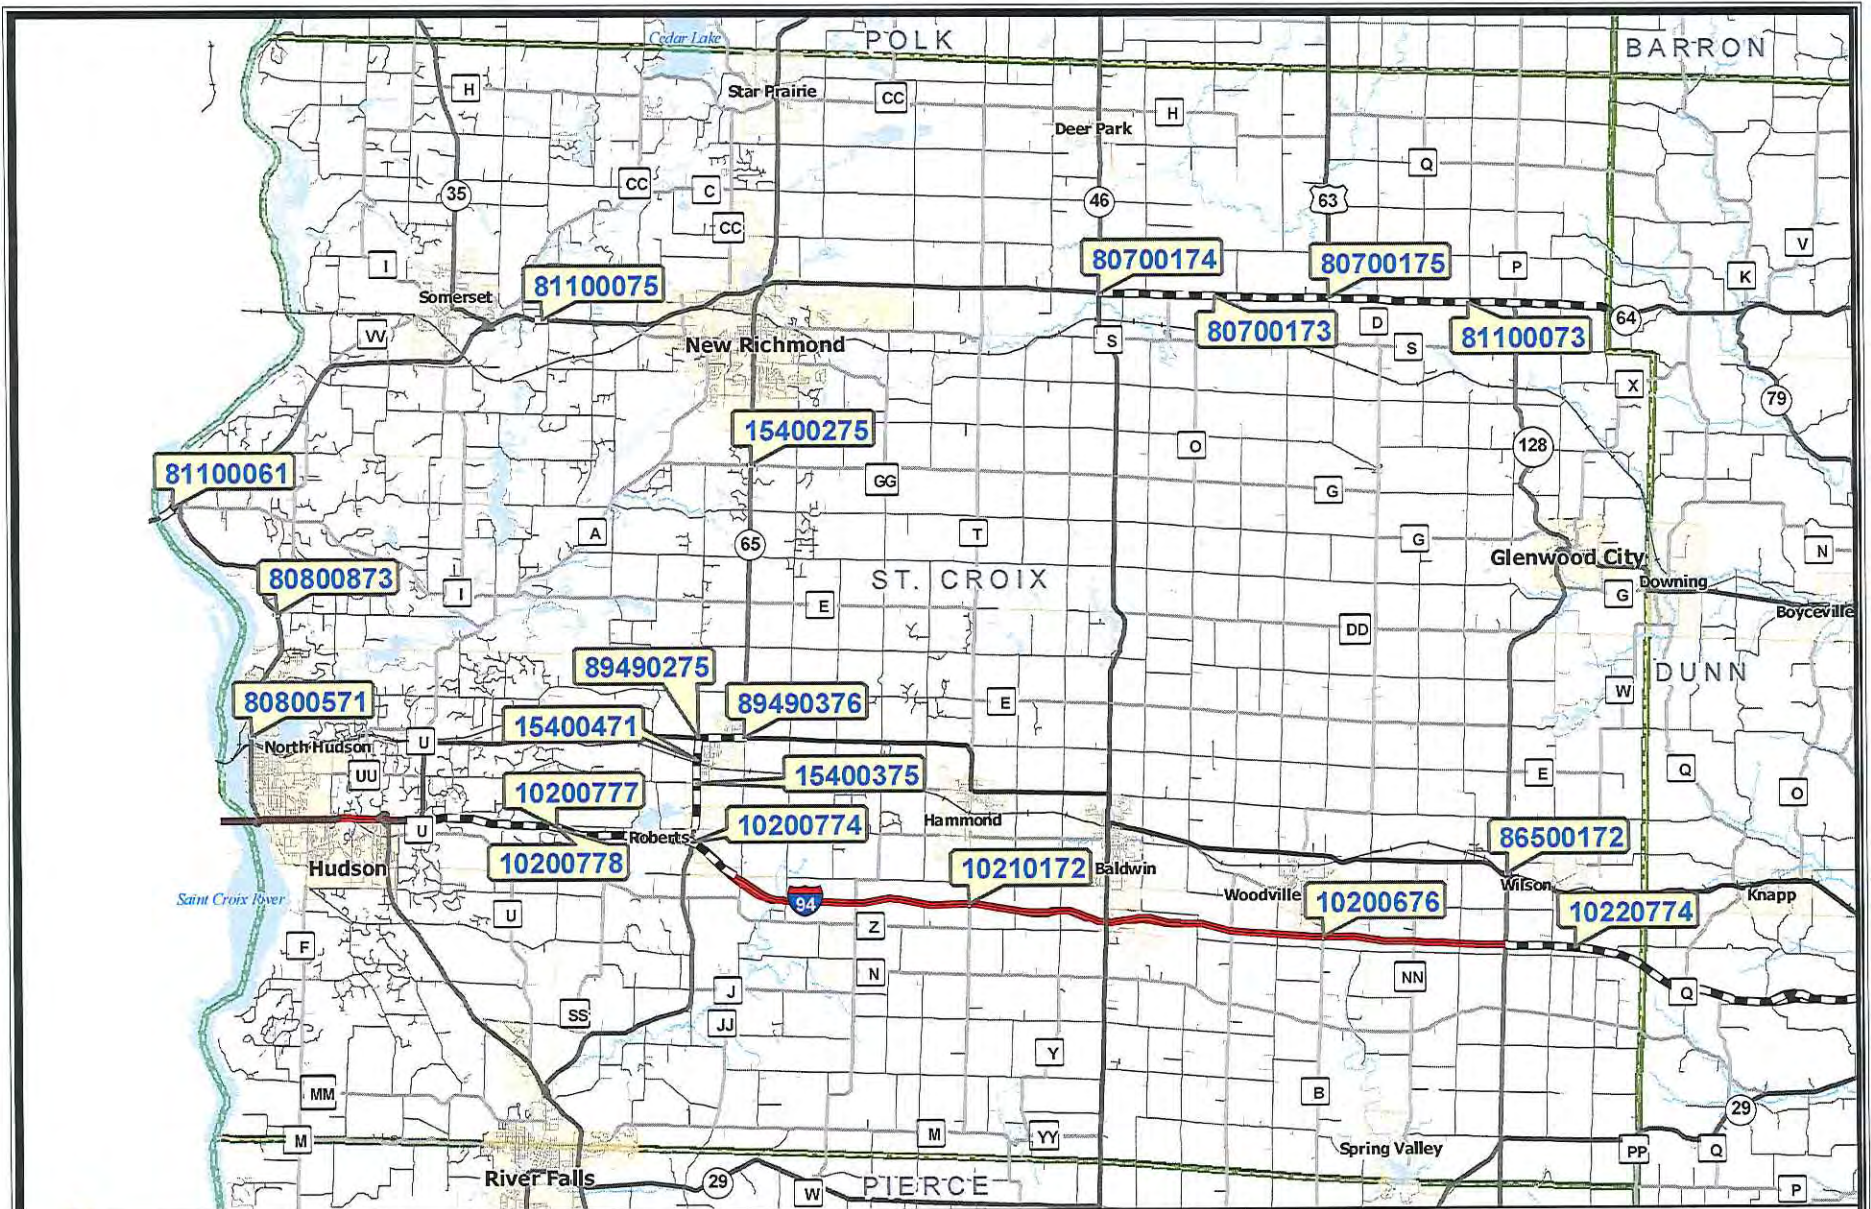 Cedar Lake
POLK
BARRON
H
Star Prairie
CC
H
Deer Park
Q
CC
C
35
46
63
CC
V
I
P
K
80700174
80700175
81100075
Somerset
64
80700173
D
81100073
VV
S
S
New Richmond
X
79
15400275
O
128
81100061
GG
G
A
T
65
G
N
Glenwood City
80800873
ST. CROIX
Downing
I
E
G
Boyceville
DD
89490275
DUNN
W
80800571
89490376
E
15400471
North Hudson
U
UU
15400375
E
Q
O
10200777
10200774
Hammond
U
Roberts
86500172
10200778
10210172
Hudson
Baldwin
Wilson
Woodville
10200676
Knapp
Saint Croix River
94
10220774
U
Z
F
N
NN
Q
J
SS
JJ
Y
MM
B
29
M
M
YY
Spring Valley
PP
Q
River Falls
29
W
PIERCE
P